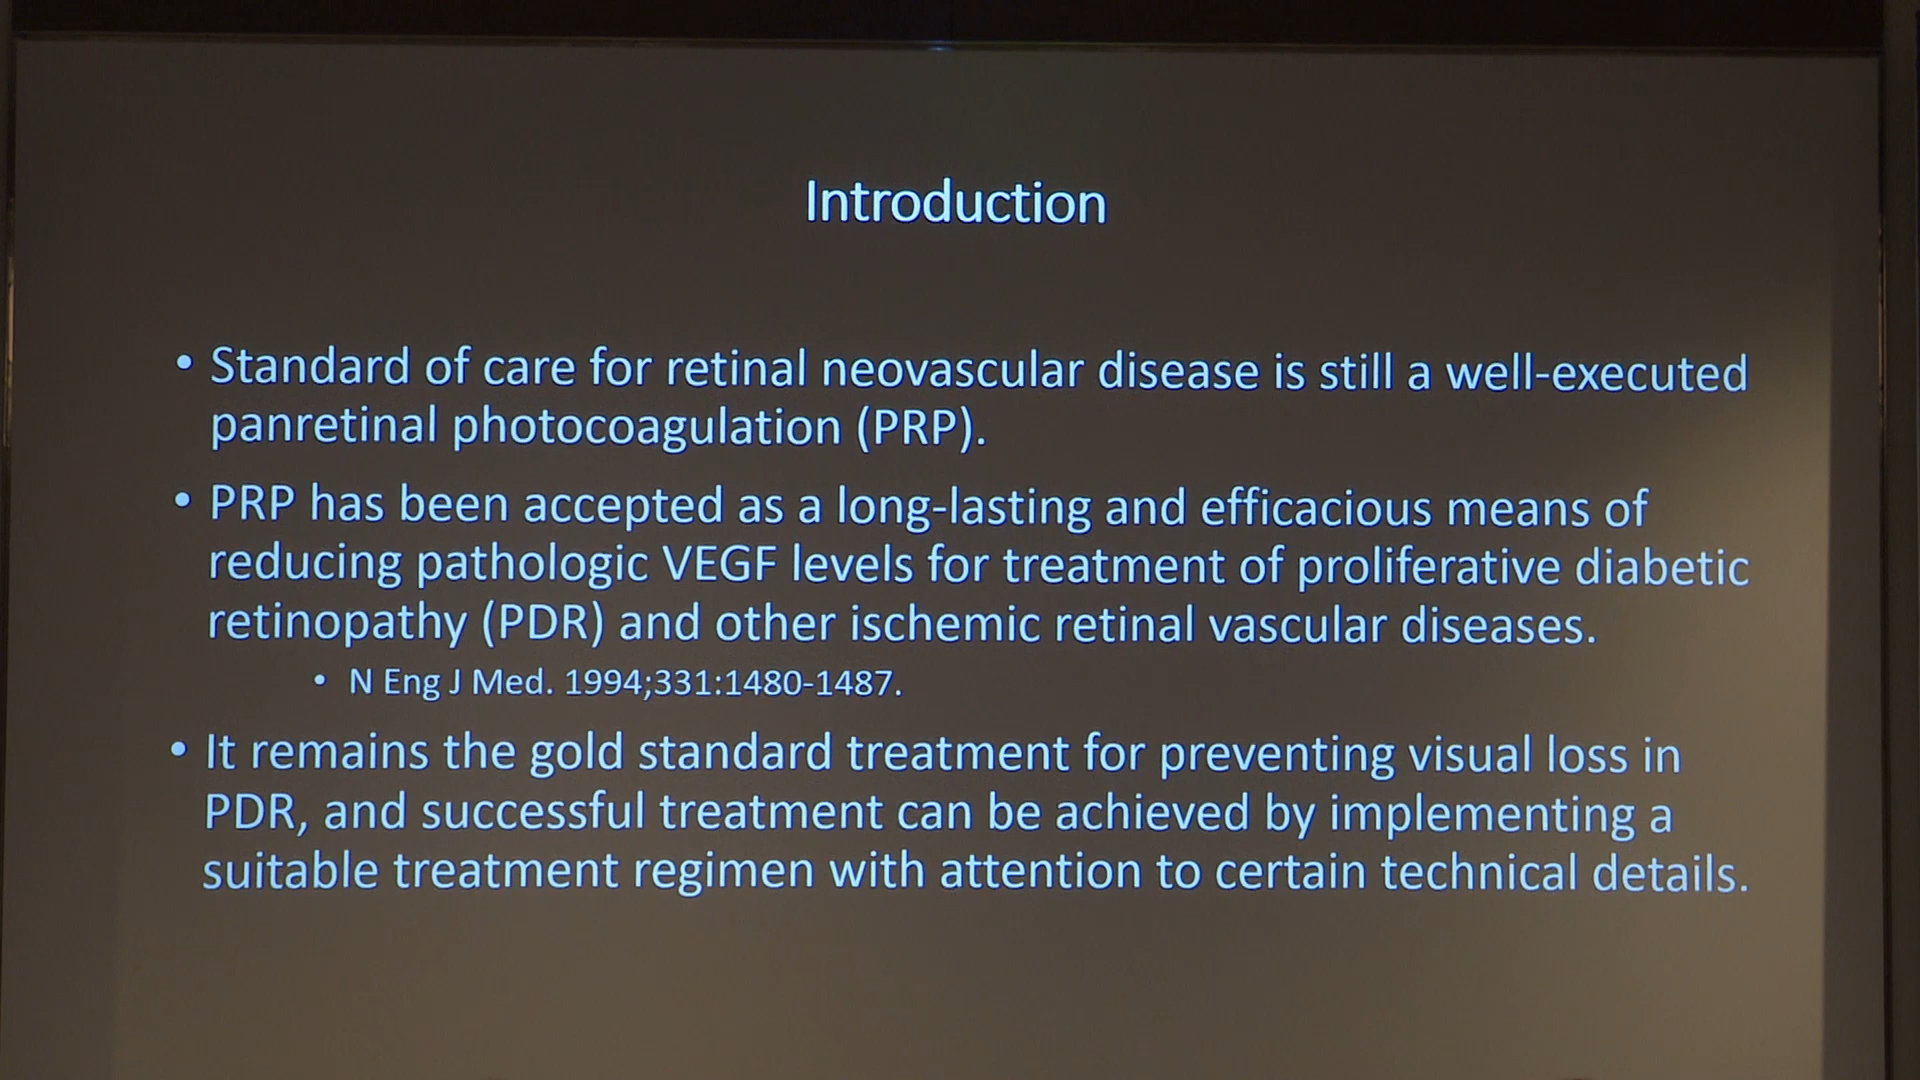 Introduction
• Standard of care for retinal neovascular disease is still a well-executed
panretinal photocoagulation (PRP).
• PRP has been accepted as a long-lasting and efficacious means of
reducing pathologic VEGF levels for treatment of proliferative diabetic
retinopathy (PDR) and other ischemic retinal vascular diseases.
• N Eng J Med. 1994;331:1480-1487.
• It remains the gold standard treatment for preventing visual loss in
PDR, and successful treatment can be achieved by implementing a
suitable treatment regimen with attention to certain technical details.